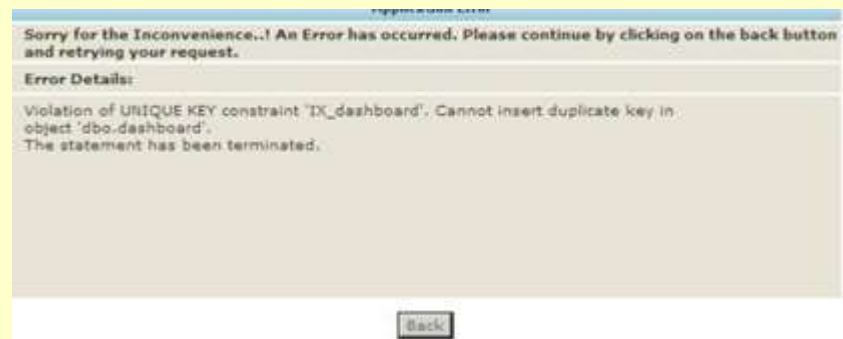 Application Error
Sorry for the Inconvenience..! An Error has occurred. Please continue by clicking on the back button
and retrying your request.
Error Details:
Violation of UNIQUE KEY constraint 'IX_dashboard'. Cannot insert duplicate key in
object 'dbo.dashboard'.
The statement has been terminated.
Back